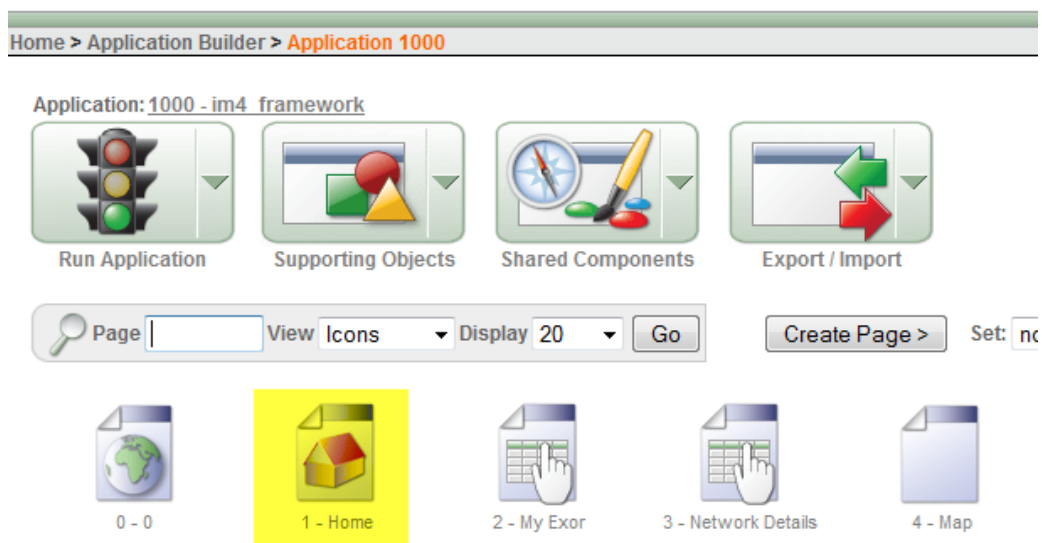 Home > Application Builder > Application 1000
Application: 1000 - im4_framework
Run Application Supporting Objects Shared Components Export / Import
Page View Icons Display 20 Go Create Page > Set:
0 - 0 1 - Home 2 - My Exor 3 - Network Details 4 - Map